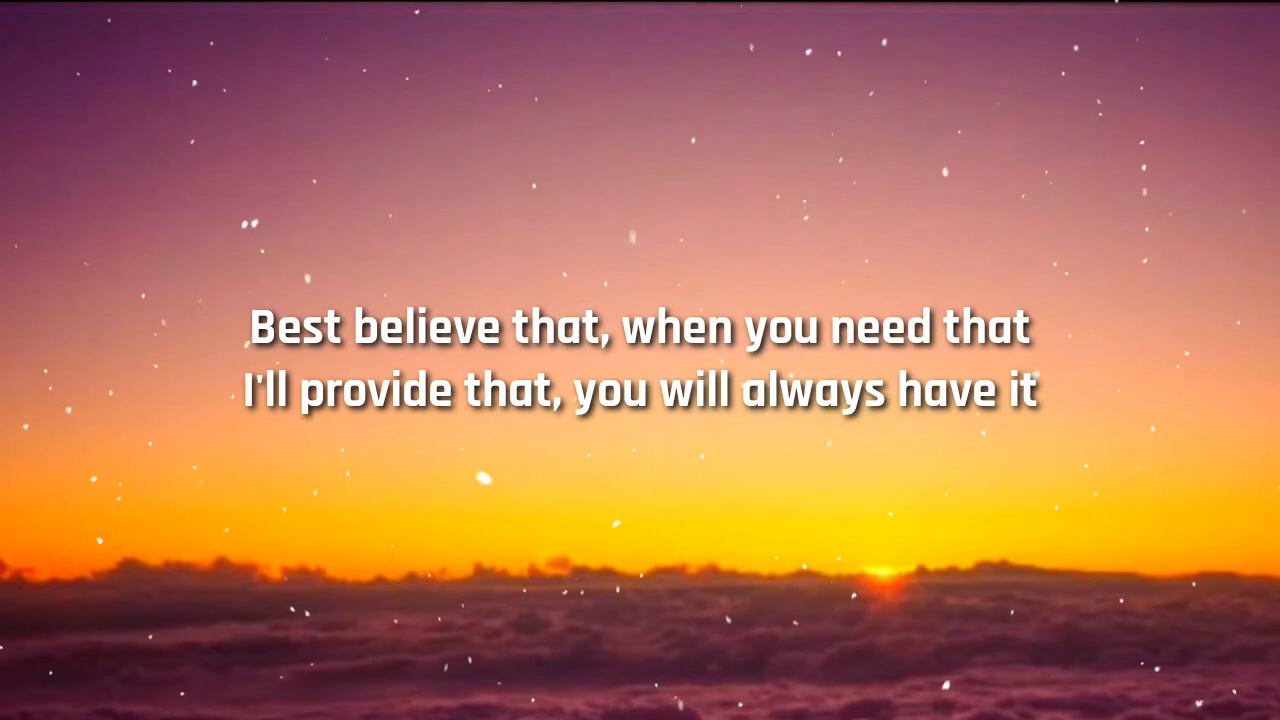 Best believe that, when you need that
I'll provide that, you will always have it